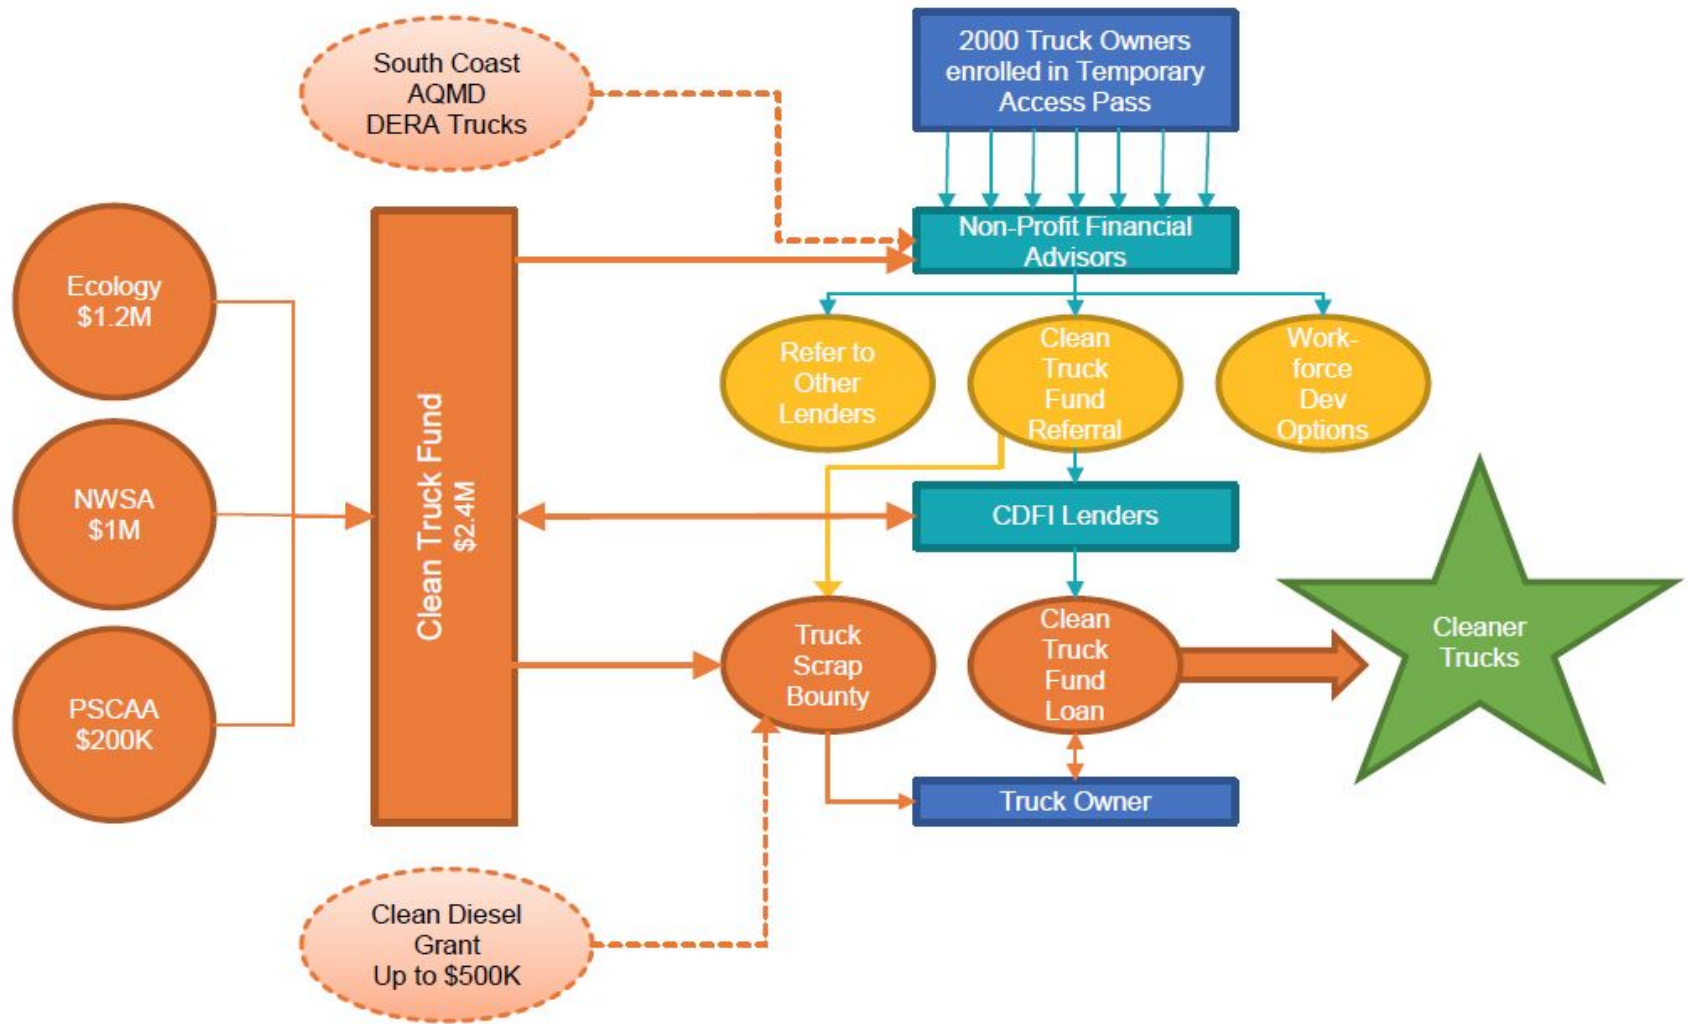 South Coast
AQMD
DERA Trucks
2000 Truck Owners
enrolled in Temporary
Access Pass
Non-Profit Financial
Advisors
Ecology
$1.2M
NWSA
$1M
PSCAA
$200K
Clean Truck Fund
$2.4M
Refer to
Other
Lenders
Clean
Truck
Fund
Referral
Work-
force
Dev
Options
CDFI Lenders
Truck
Scrap
Bounty
Clean
Truck
Fund
Loan
Cleaner
Trucks
Truck Owner
Clean Diesel
Grant
Up to $500K